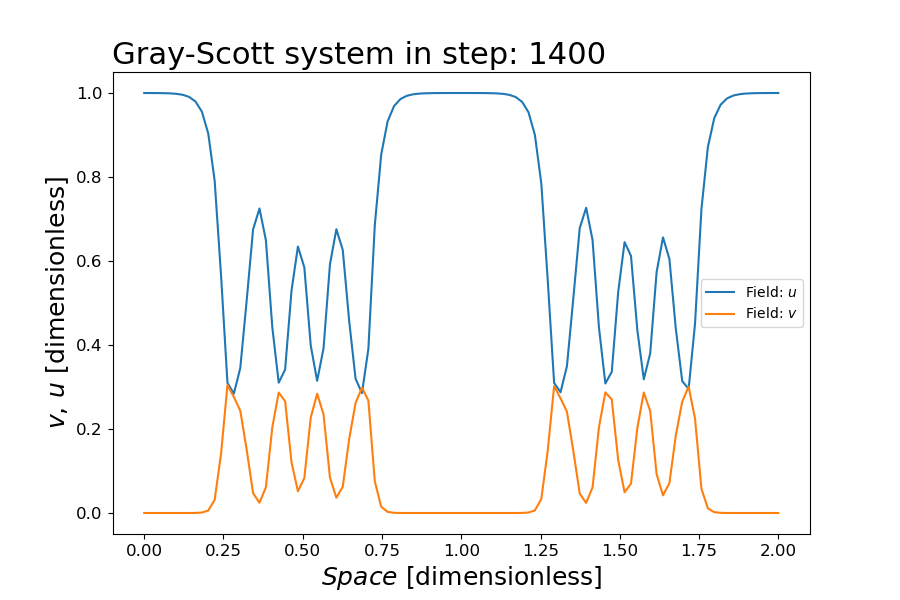 Gray-Scott system in step: 1400
v, u [dimensionless]
1.0
0.8
0.6
0.4
0.2
0.0
Field: u
Field: v
0.00 0.25 0.50 0.75 1.00 1.25 1.50 1.75 2.00
Space [dimensionless]